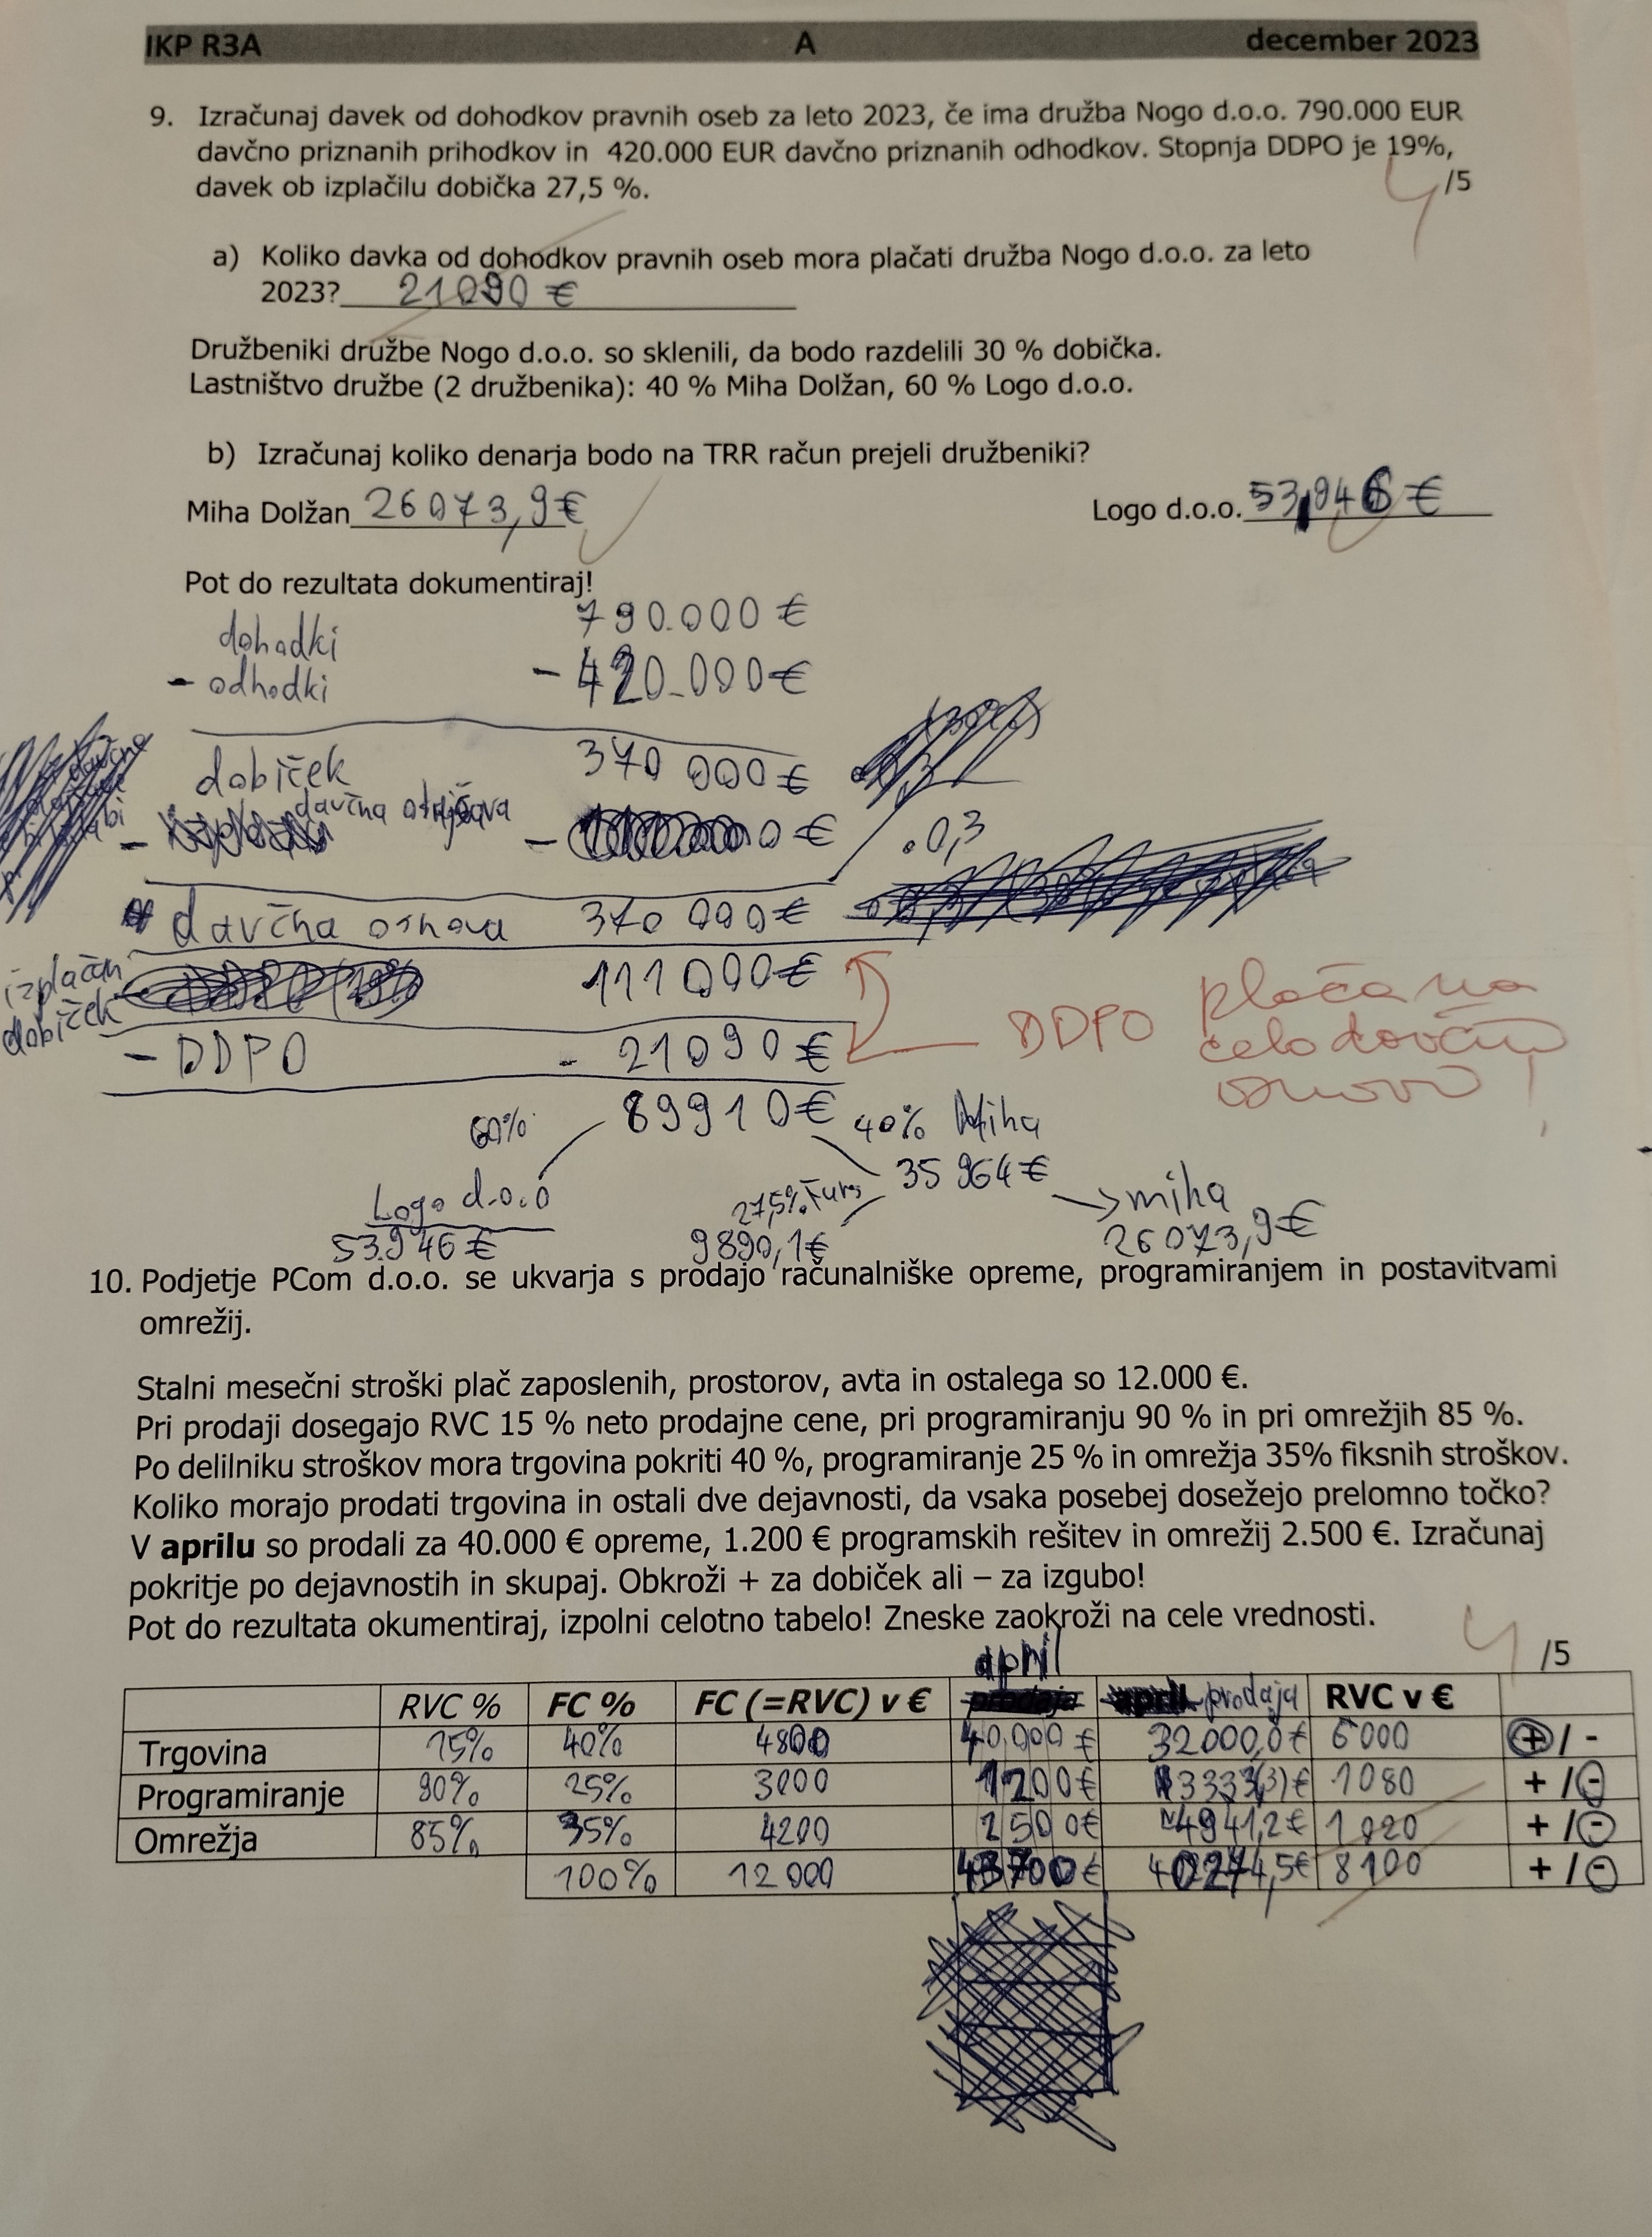 IKP R3A A december 2023
9. Izračunaj davek od dohodkov pravnih oseb za leto 2023, če ima družba Nogo d.o.o. 790.000 EUR
davčno priznanih prihodkov in 420.000 EUR davčno priznanih odhodkov. Stopnja DDPO je 19%,
davek ob izplačilu dobička 27,5 %.
4/5
a) Koliko davka od dohodkov pravnih oseb mora plačati družba Nogo d.o.o. za leto
2023? 21090 €
Družbeniki družbe Nogo d.o.o. so sklenili, da bodo razdelili 30 % dobička.
Lastništvo družbe (2 družbenika): 40 % Miha Dolžan, 60 % Logo d.o.o.
b) Izračunaj koliko denarja bodo na TRR račun prejeli družbeniki?
Miha Dolžan 26073,9€ Logo d.o.o. 53946 €
Pot do rezultata dokumentiraj!
dohodki 790.000 €
- odhodki - 420.000€
dobiček 370 000€
- davčna olajšava - 0 € .0,3
davčna osnova 370 000€
izplačan dobiček 111000€
- DDPO - 21090€
DDPO plača na
celo davčno
osnovo!
89910€
60% 40% Miha
Logo d.o.o 27,5% Furs 35 964€ → miha
53.946 € 9890,1€ 26073,9€
10. Podjetje PCom d.o.o. se ukvarja s prodajo računalniške opreme, programiranjem in postavitvami
omrežij.
Stalni mesečni stroški plač zaposlenih, prostorov, avta in ostalega so 12.000 €.
Pri prodaji dosegajo RVC 15 % neto prodajne cene, pri programiranju 90 % in pri omrežjih 85 %.
Po delilniku stroškov mora trgovina pokriti 40 %, programiranje 25 % in omrežja 35% fiksnih stroškov.
Koliko morajo prodati trgovina in ostali dve dejavnosti, da vsaka posebej dosežejo prelomno točko?
V aprilu so prodali za 40.000 € opreme, 1.200 € programskih rešitev in omrežij 2.500 €. Izračunaj
pokritje po dejavnostih in skupaj. Obkroži + za dobiček ali – za izgubo!
Pot do rezultata okumentiraj, izpolni celotno tabelo! Zneske zaokroži na cele vrednosti.
4/5
april
RVC % FC % FC (=RVC) v € prodaja april prodaja RVC v €
Trgovina 15% 40% 4800 40.000 € 32000,0€ 6000 + / -
Programiranje 90% 25% 3000 1200€ 3333(3)€ 1080 + / -
Omrežja 85% 35% 4200 2500€ 4941,2€ 1020 + / -
100% 12000 43700€ 40274,5€ 8100 + / -